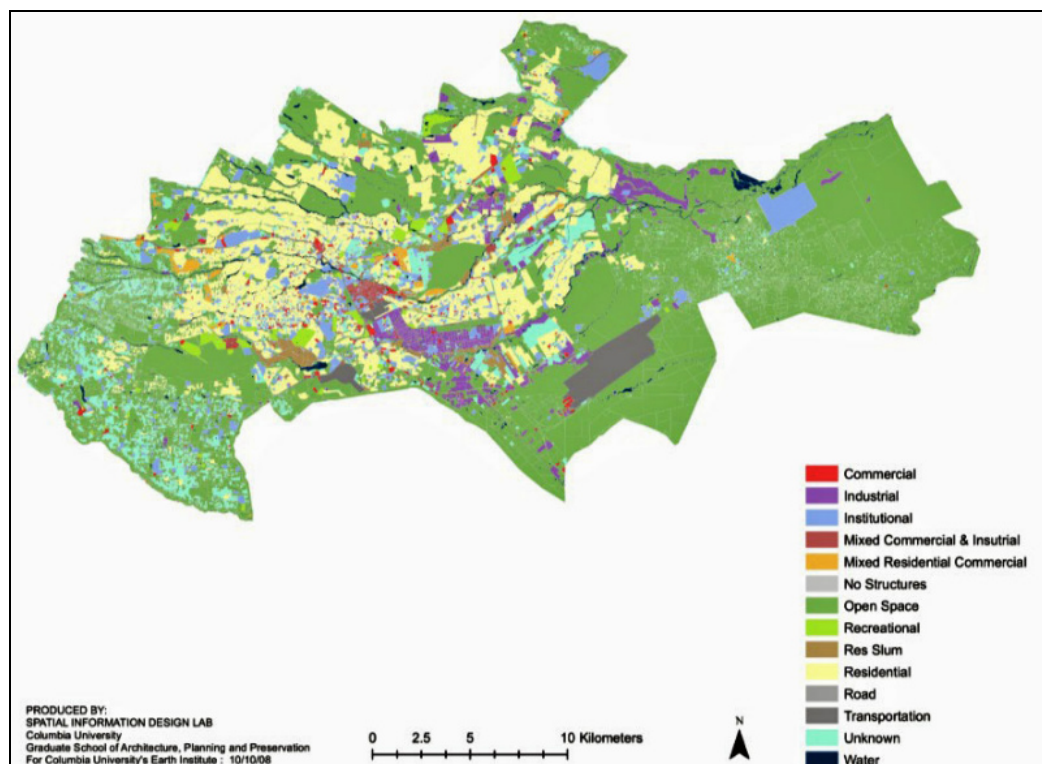 Commercial
Industrial
Institutional
Mixed Commercial & Insutrial
Mixed Residential Commercial
No Structures
Open Space
Recreational
Res Slum
Residential
Road
Transportation
Unknown
Water
PRODUCED BY:
SPATIAL INFORMATION DESIGN LAB
Columbia University
Graduate School of Architecture, Planning and Preservation
For Columbia University's Earth Institute : 10/10/08
0 2.5 5 10 Kilometers
N